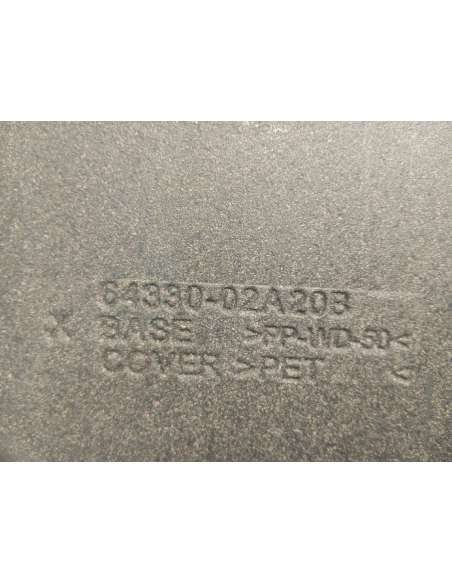 64330-02A20B
BASE >PP-WD-50<
COVER >PET <